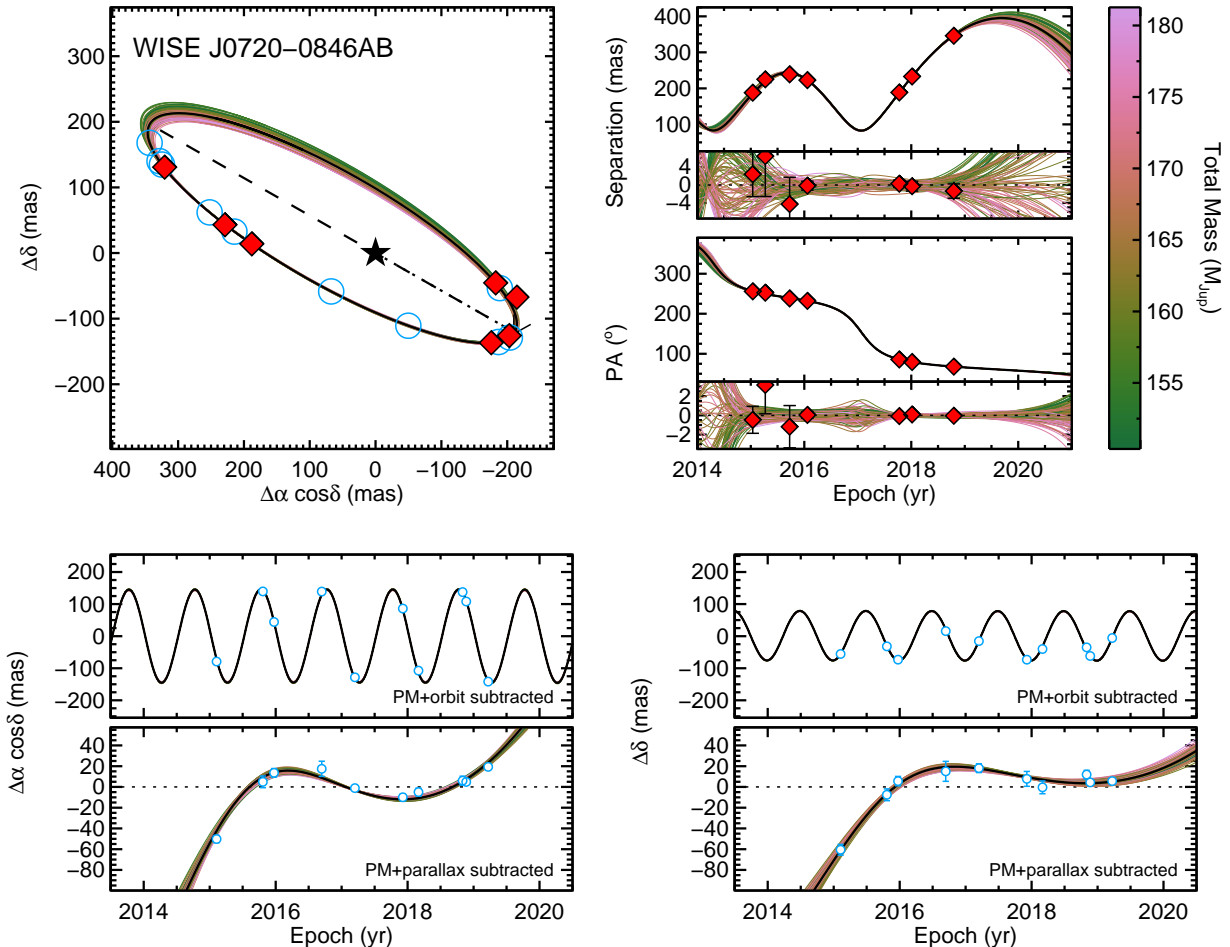 WISE J0720−0846AB
300
200
100
0
−100
−200
Δδ (mas)
400 300 200 100 0 −100 −200
Δα cosδ (mas)
400
300
200
100
Separation (mas)
4
0
−4
300
200
100
PA (°)
2
0
−2
2014 2016 2018 2020
Epoch (yr)
180
175
170
165
160
155
Total Mass (MJup)
200
100
0
−100
−200
PM+orbit subtracted
Δα cosδ (mas)
40
20
0
−20
−40
−60
−80
PM+parallax subtracted
2014 2016 2018 2020
Epoch (yr)
200
100
0
−100
−200
PM+orbit subtracted
Δδ (mas)
40
20
0
−20
−40
−60
−80
PM+parallax subtracted
2014 2016 2018 2020
Epoch (yr)